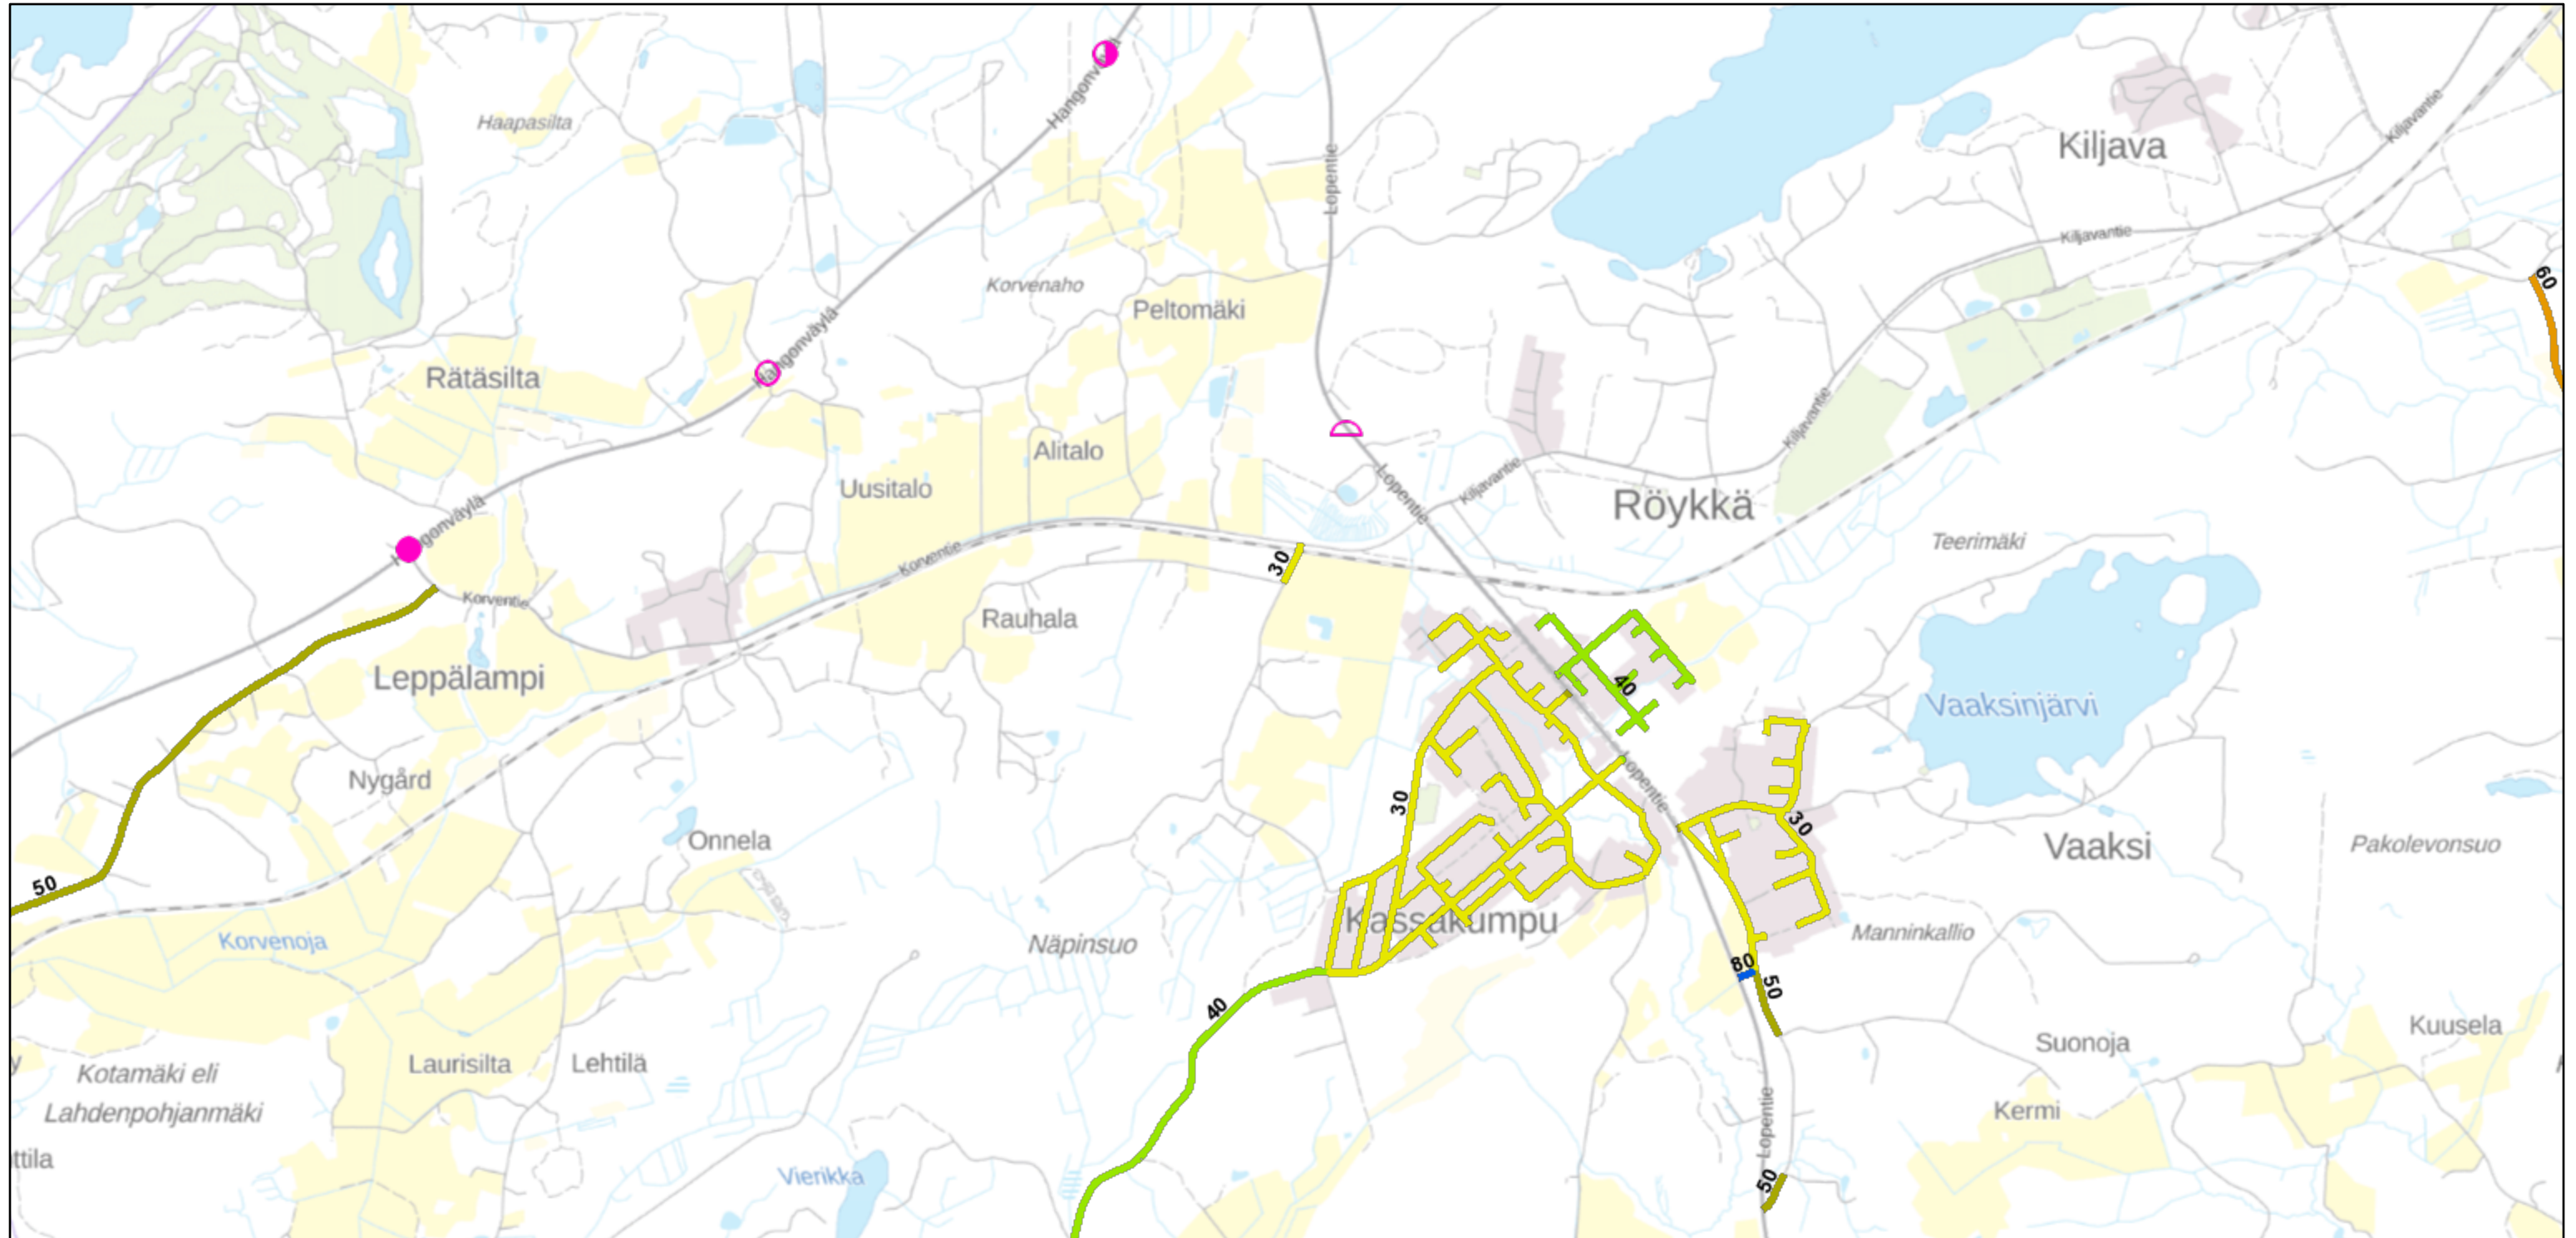 Haapasilta
Hangonväylä
Lopentie
Kiljava
Kiljavantie
Kiljavantie
60
Korvenaho
Peltomäki
Hangonväylä
Rätäsilta
Kiljavantie
Alitalo
Uusitalo
Lopentie
Kiljavantie
Röykkä
Hangonväylä
Teerimäki
Korventie
30
Korventie
Rauhala
Leppälampi
40
Vaaksinjärvi
Nygård
Lopentie
30
30
Onnela
Vaaksi
Pakolevonsuo
50
Kassakumpu
Korvenoja
Näpinsuo
Manninkallio
80
50
40
Kuusela
Laurisilta
Lehtilä
Suonoja
Kotamäki eli
Lahdenpohjanmäki
Kermi
Lopentie
ttila
Vierikka
50